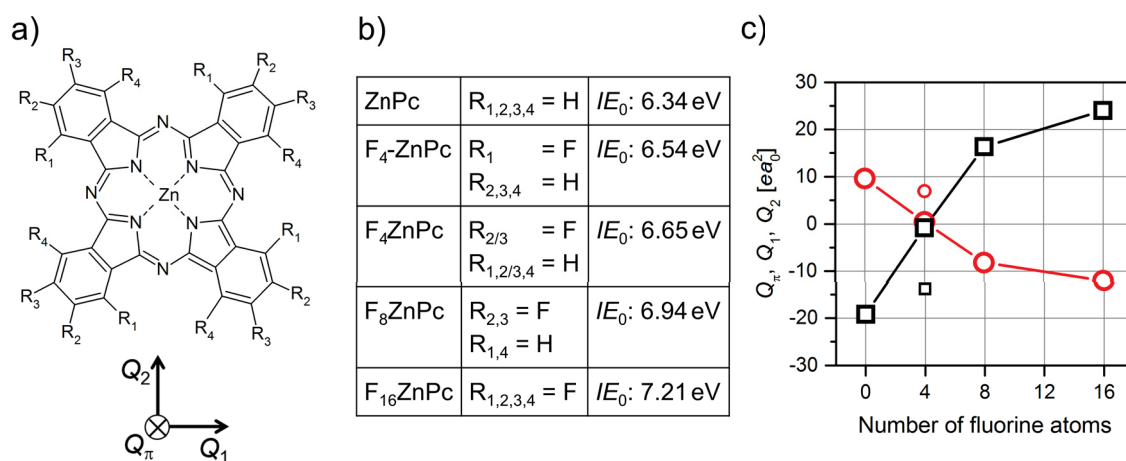 a)
R₃
R₄
R₂
R₁
R₁
R₂
R₃
R₄
N
N
N
N
Zn
N
N
N
N
R₄
R₃
R₂
R₁
R₁
R₂
R₃
R₄
Q₂
Qπ
Q₁
b)
ZnPc R₁,₂,₃,₄ = H IE₀: 6.34 eV
F₄-ZnPc R₁ = F IE₀: 6.54 eV
R₂,₃,₄ = H
F₄ZnPc R₂/₃ = F IE₀: 6.65 eV
R₁,₂/₃,₄ = H
F₈ZnPc R₂,₃ = F IE₀: 6.94 eV
R₁,₄ = H
F₁₆ZnPc R₁,₂,₃,₄ = F IE₀: 7.21 eV
c)
Qπ, Q₁, Q₂ [ea₀²]
30
20
10
0
-10
-20
-30
0 4 8 12 16
Number of fluorine atoms